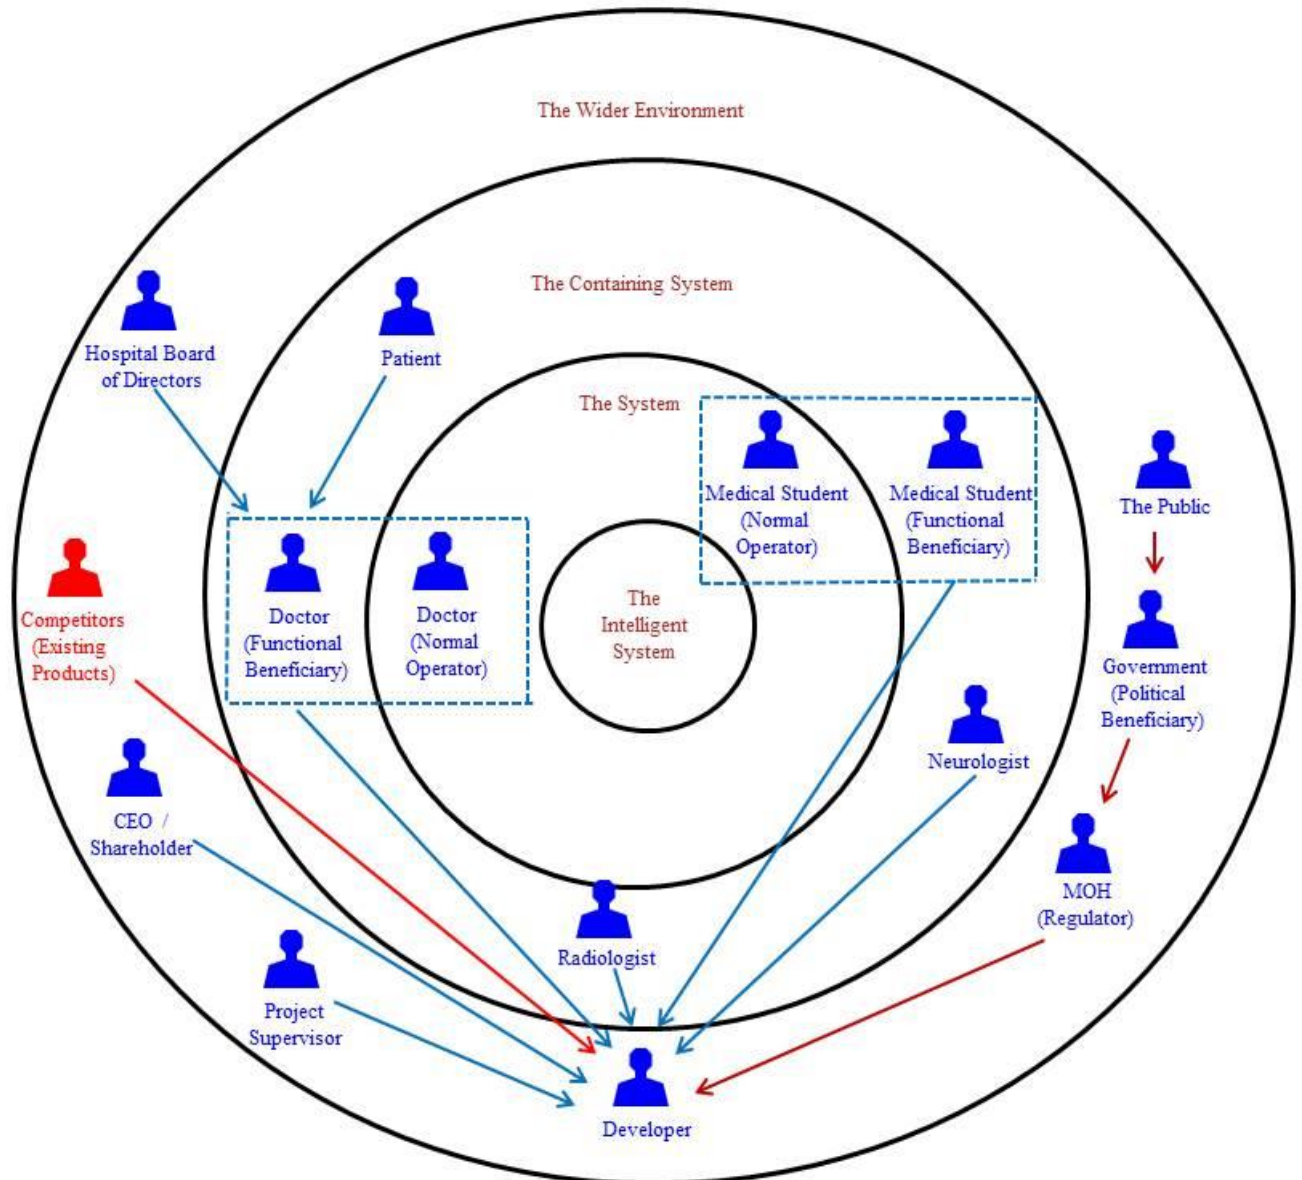 The Wider Environment
The Containing System
Hospital Board
of Directors
Patient
The System
Medical Student
(Normal
Operator)
Medical Student
(Functional
Beneficiary)
The Public
Competitors
(Existing
Products)
Doctor
(Functional
Beneficiary)
Doctor
(Normal
Operator)
The
Intelligent
System
Government
(Political
Beneficiary)
Neurologist
CEO /
Shareholder
MOH
(Regulator)
Radiologist
Project
Supervisor
Developer